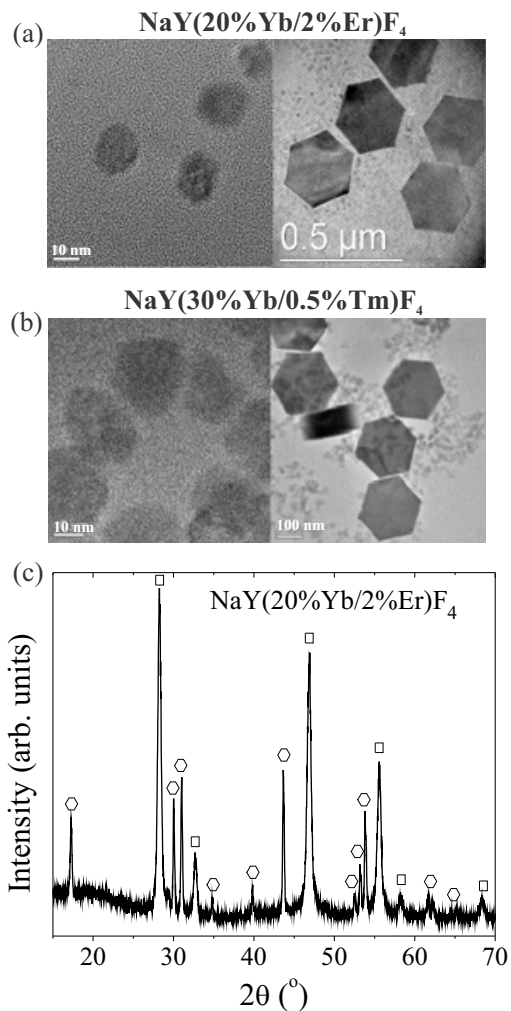 (a) NaY(20%Yb/2%Er)F₄
10 nm
0.5 μm
NaY(30%Yb/0.5%Tm)F₄
(b)
10 nm
100 nm
(c)
NaY(20%Yb/2%Er)F₄
Intensity (arb. units)
20 30 40 50 60 70
2θ (°)